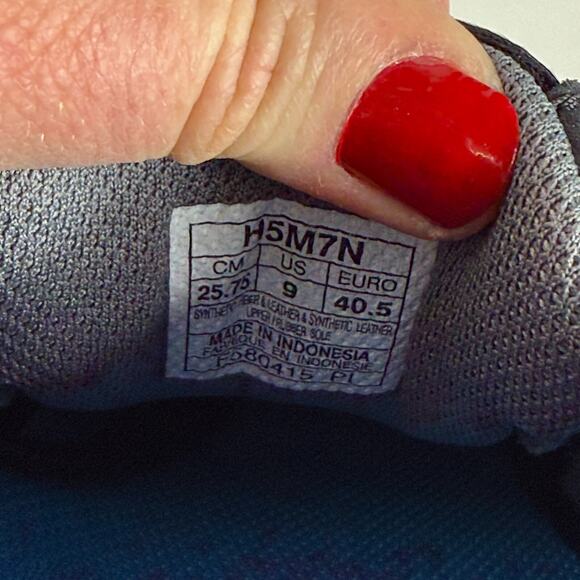 H5M7N
CM US EURO
25.75 9 40.5
SYNTHETIC FIBER & LEATHER & SYNTHETIC LEATHER
UPPER / RUBBER SOLE
MADE IN INDONESIA
FABRIQUE EN INDONESIE
F580415 PI